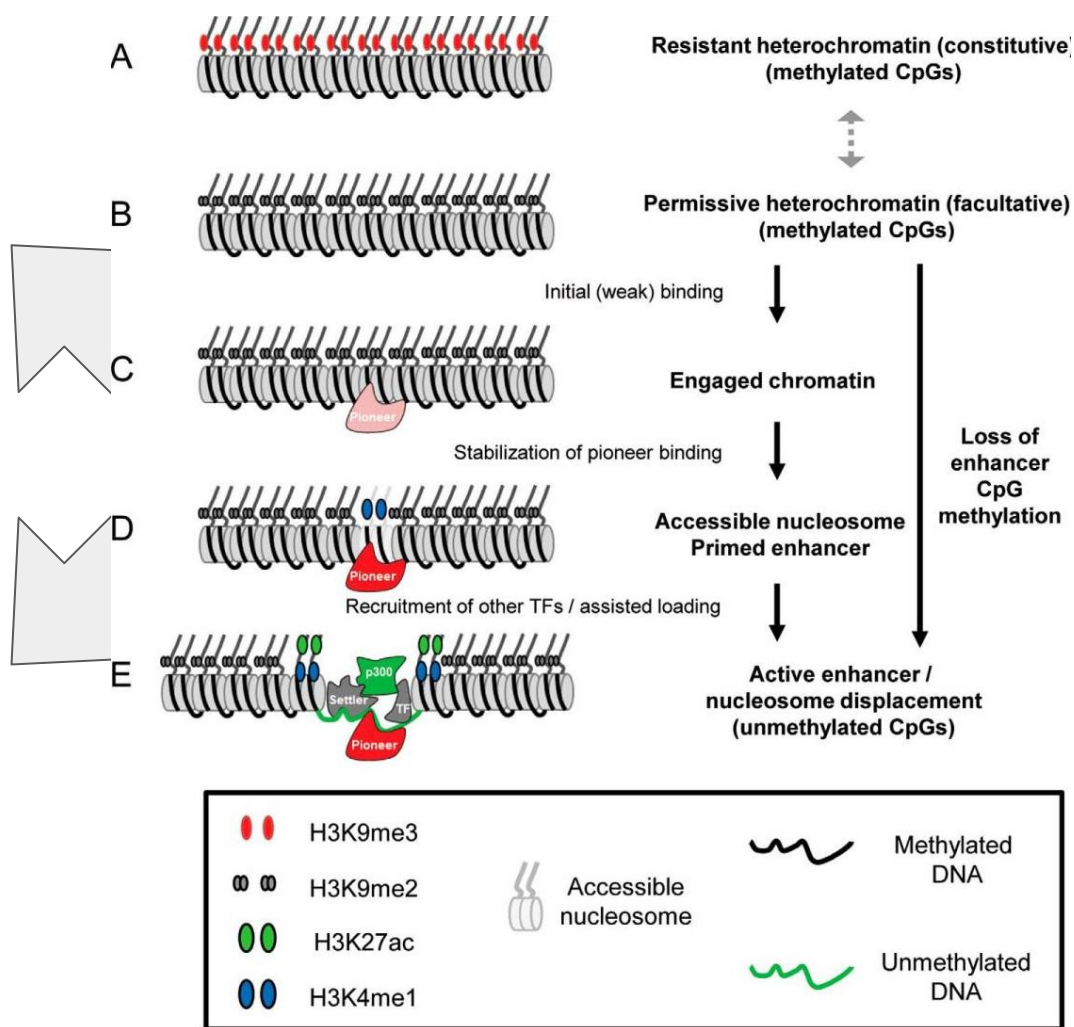 A
Resistant heterochromatin (constitutive)
(methylated CpGs)
B
Permissive heterochromatin (facultative)
(methylated CpGs)
Initial (weak) binding
C
Engaged chromatin
Pioneer
Stabilization of pioneer binding
Loss of
enhancer
CpG
methylation
D
Accessible nucleosome
Primed enhancer
Pioneer
Recruitment of other TFs / assisted loading
E
p300
Settler
TF
Pioneer
Active enhancer /
nucleosome displacement
(unmethylated CpGs)
H3K9me3
H3K9me2
H3K27ac
H3K4me1
Accessible
nucleosome
Methylated
DNA
Unmethylated
DNA